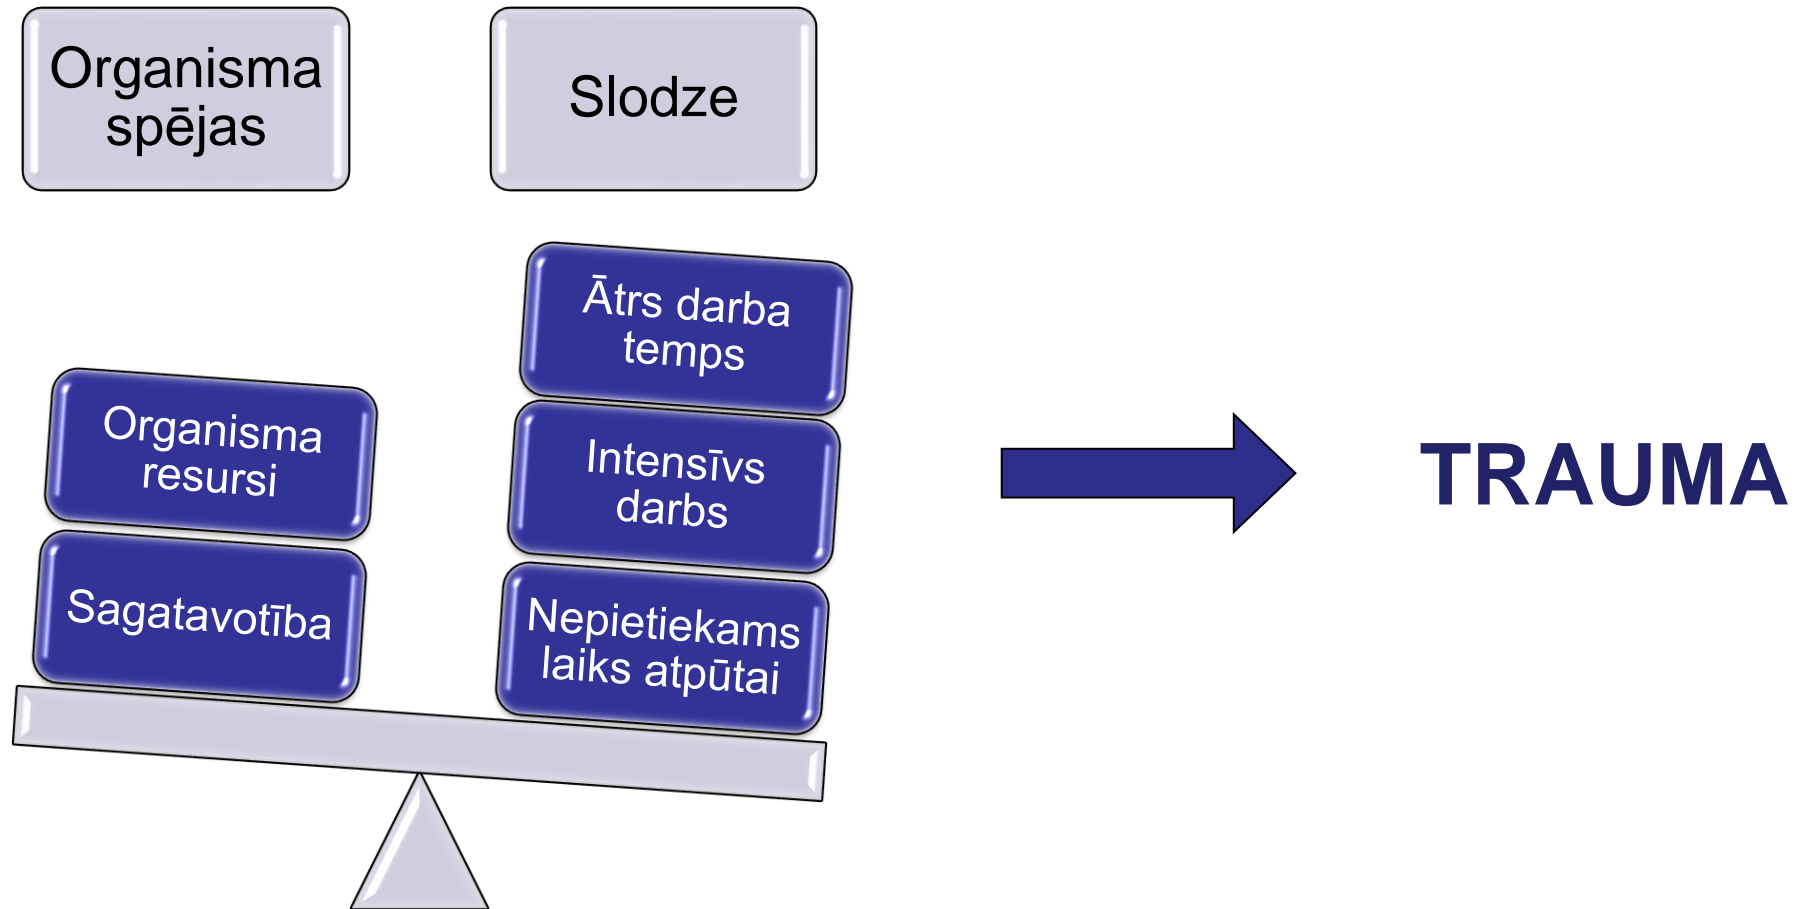 Organisma
spējas
Slodze
Ātrs darba
temps
Organisma
resursi
Intensīvs
darbs
Sagatavotība
Nepietiekams
laiks atpūtai
TRAUMA